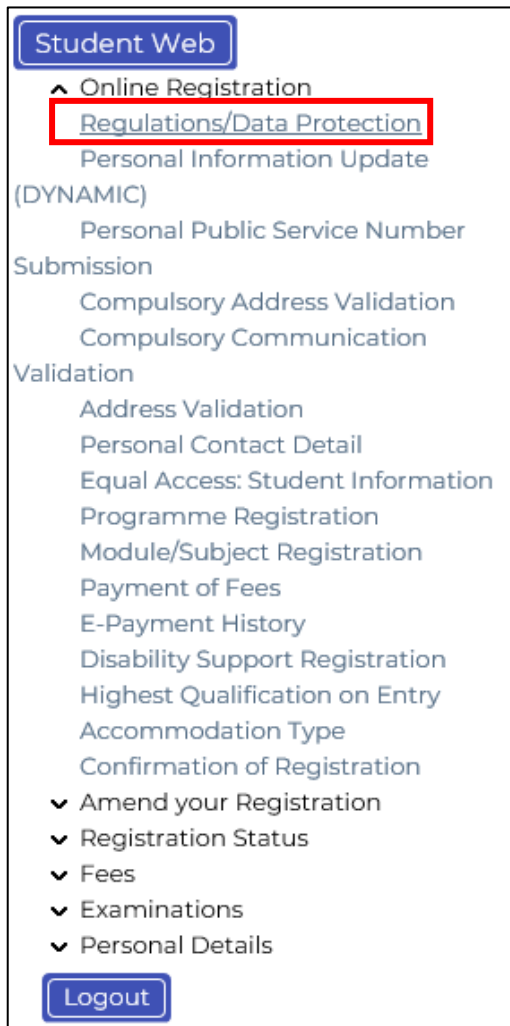 Student Web
Online Registration
Regulations/Data Protection
Personal Information Update
(DYNAMIC)
Personal Public Service Number
Submission
Compulsory Address Validation
Compulsory Communication
Validation
Address Validation
Personal Contact Detail
Equal Access: Student Information
Programme Registration
Module/Subject Registration
Payment of Fees
E-Payment History
Disability Support Registration
Highest Qualification on Entry
Accommodation Type
Confirmation of Registration
Amend your Registration
Registration Status
Fees
Examinations
Personal Details
Logout